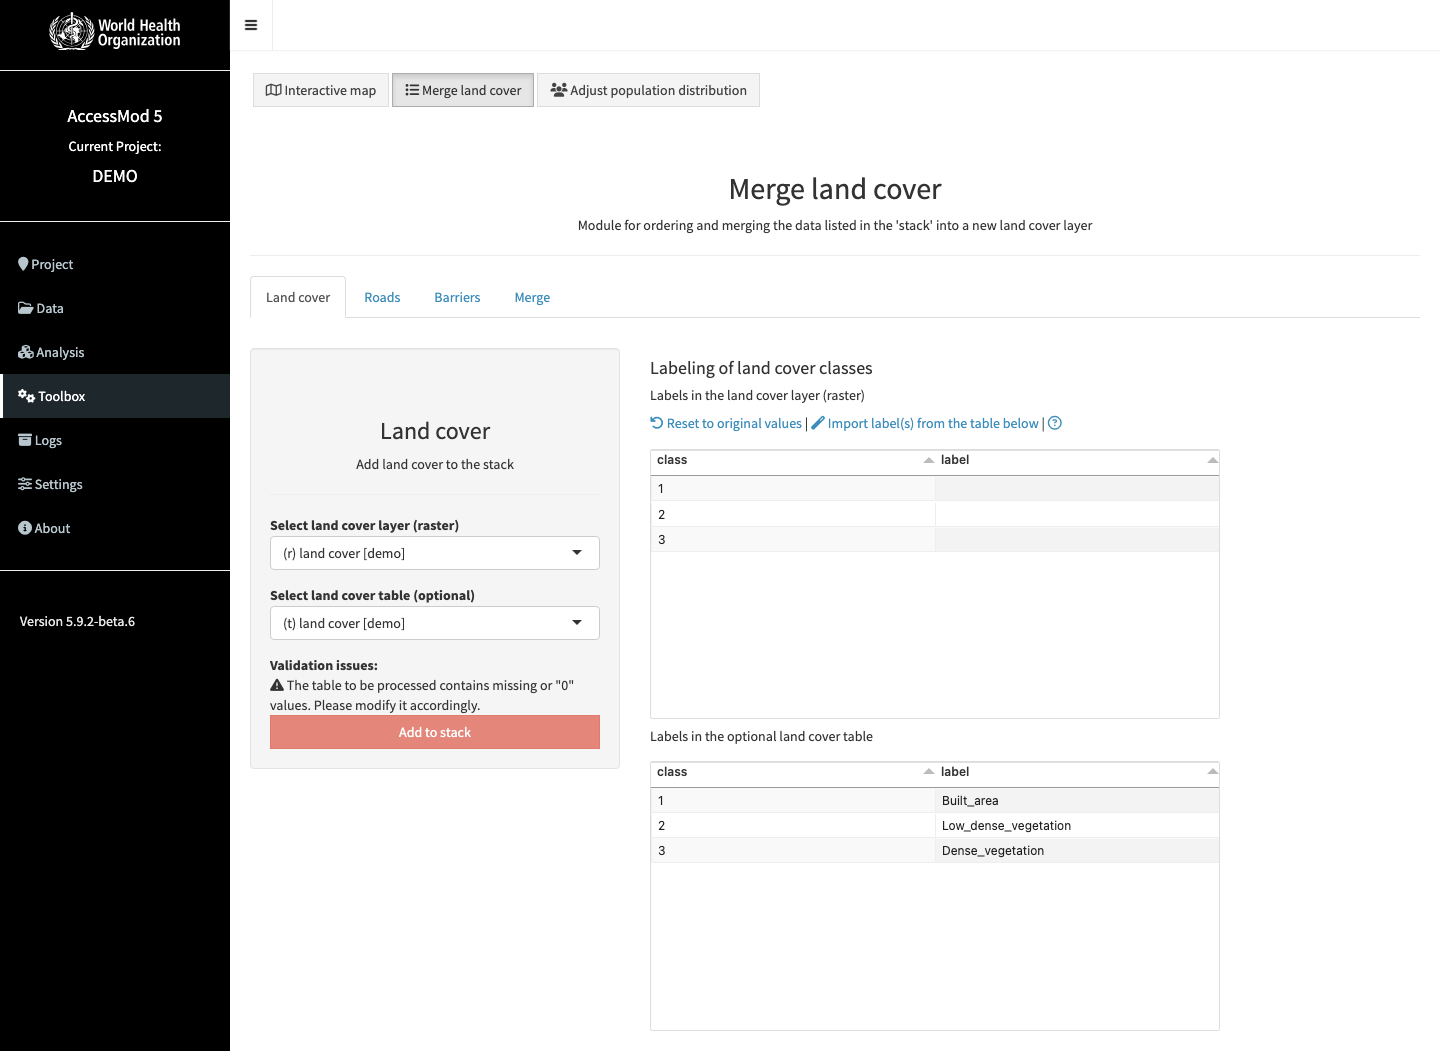 World Health
Organization
AccessMod 5
Current Project:
DEMO
Project
Data
Analysis
Toolbox
Logs
Settings
About
Version 5.9.2-beta.6
Interactive map
Merge land cover
Adjust population distribution
Merge land cover
Module for ordering and merging the data listed in the 'stack' into a new land cover layer
Land cover
Roads
Barriers
Merge
Land cover
Add land cover to the stack
Select land cover layer (raster)
(r) land cover [demo]
Select land cover table (optional)
(t) land cover [demo]
Validation issues:
The table to be processed contains missing or "0"
values. Please modify it accordingly.
Add to stack
Labeling of land cover classes
Labels in the land cover layer (raster)
Reset to original values | Import label(s) from the table below |
class label
1
2
3
Labels in the optional land cover table
class label
1 Built_area
2 Low_dense_vegetation
3 Dense_vegetation